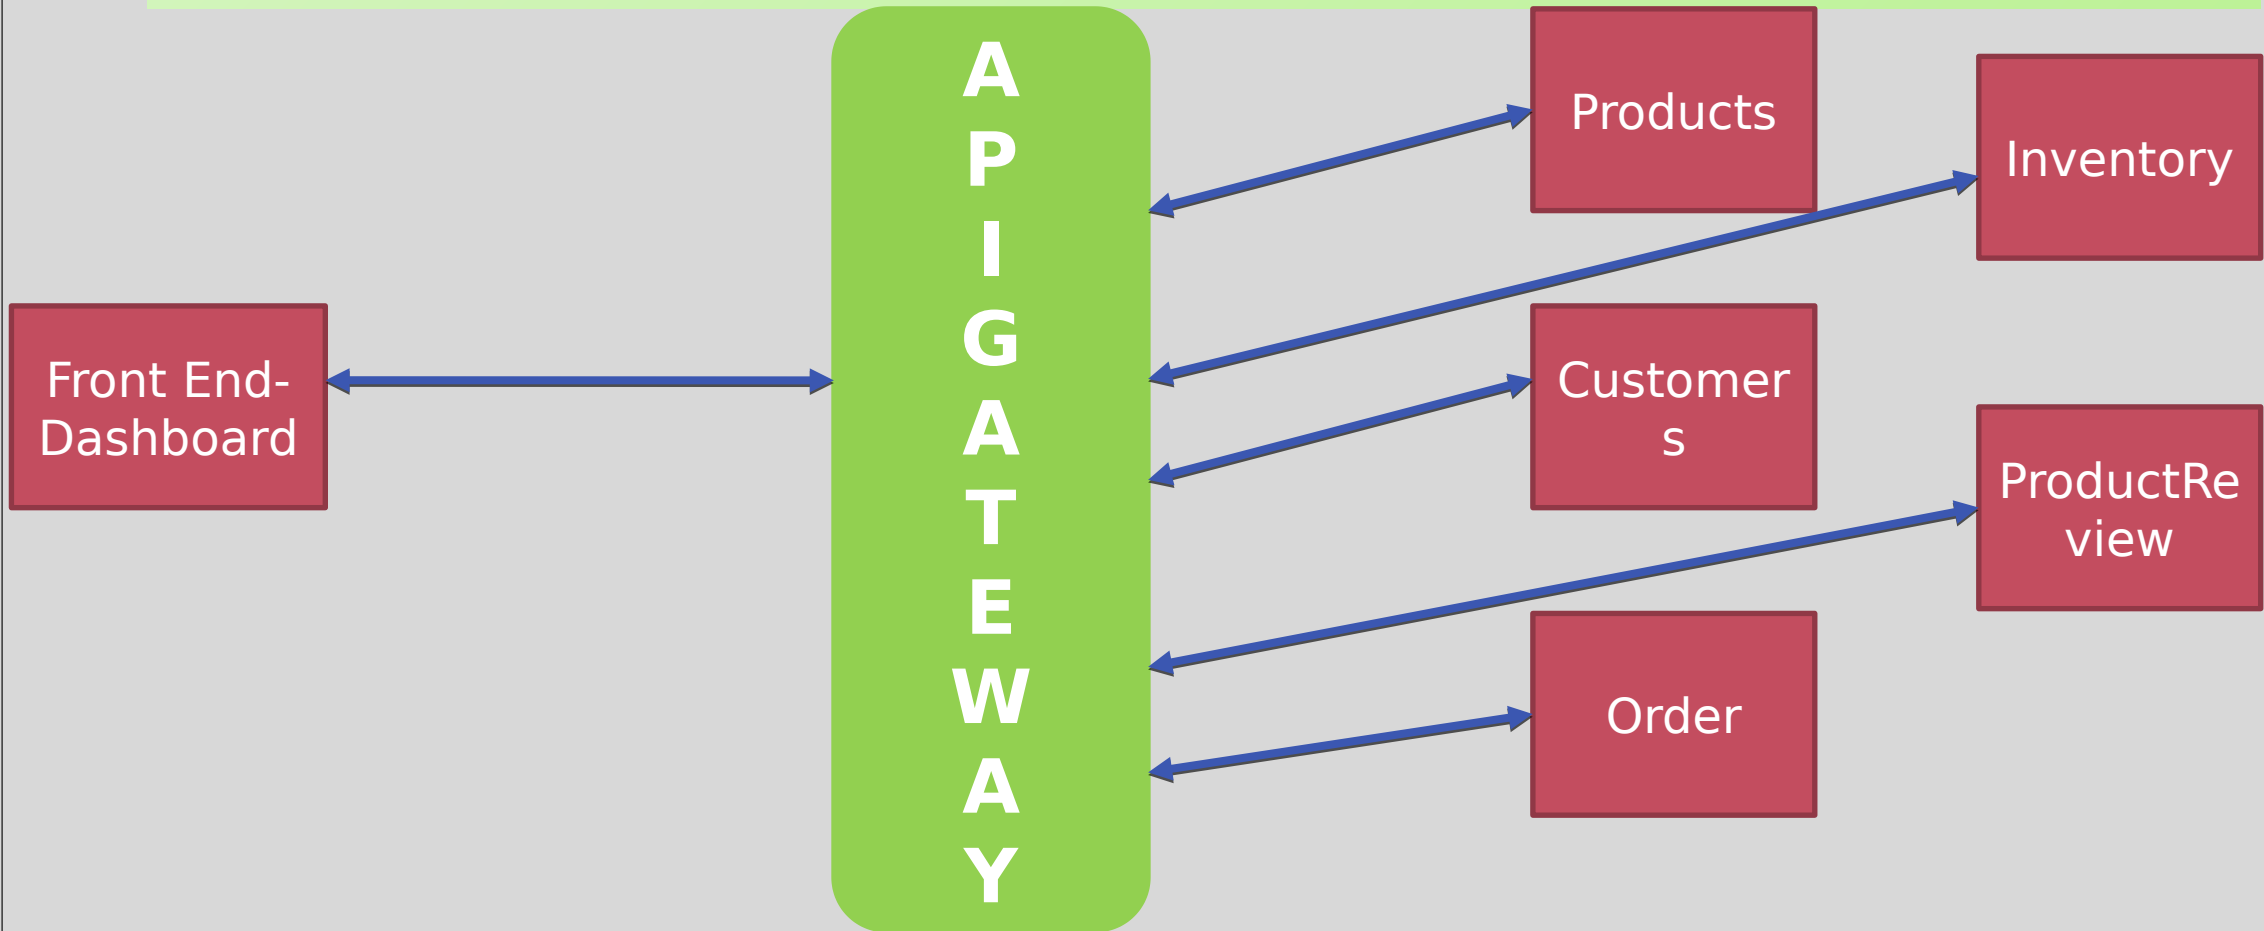 Front End-
Dashboard
A
P
I
G
A
T
E
W
A
Y
Products
Inventory
Customer
s
ProductRe
view
Order